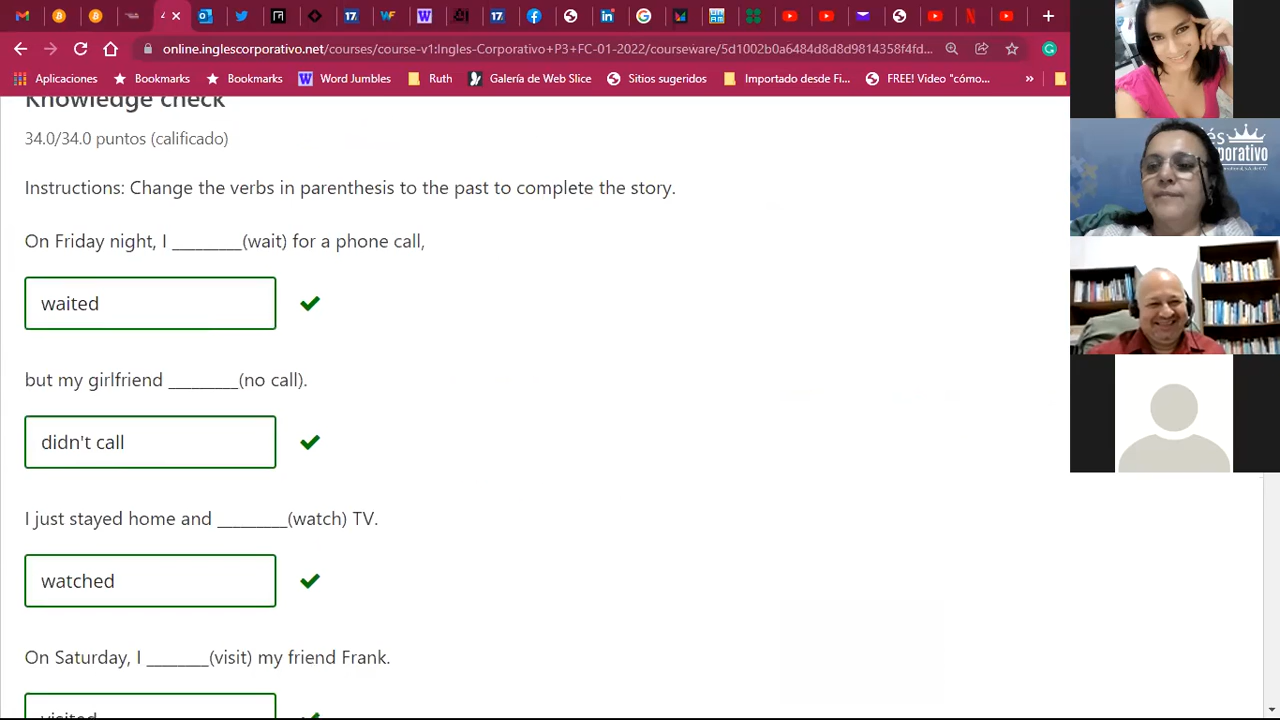 online.inglescorporativo.net/courses/course-v1:Ingles-Corporativo+P3+FC-01-2022/courseware/5d1002b0a6484d8d8d9814358f4fd...
Aplicaciones Bookmarks Bookmarks Word Jumbles Ruth Galería de Web Slice Sitios sugeridos Importado desde Fi... FREE! Video "cómo... »
Knowledge check
34.0/34.0 puntos (calificado)
Instructions: Change the verbs in parenthesis to the past to complete the story.
On Friday night, I _________(wait) for a phone call,
waited
but my girlfriend _________(no call).
didn't call
I just stayed home and _________(watch) TV.
watched
On Saturday, I ________(visit) my friend Frank.
visited